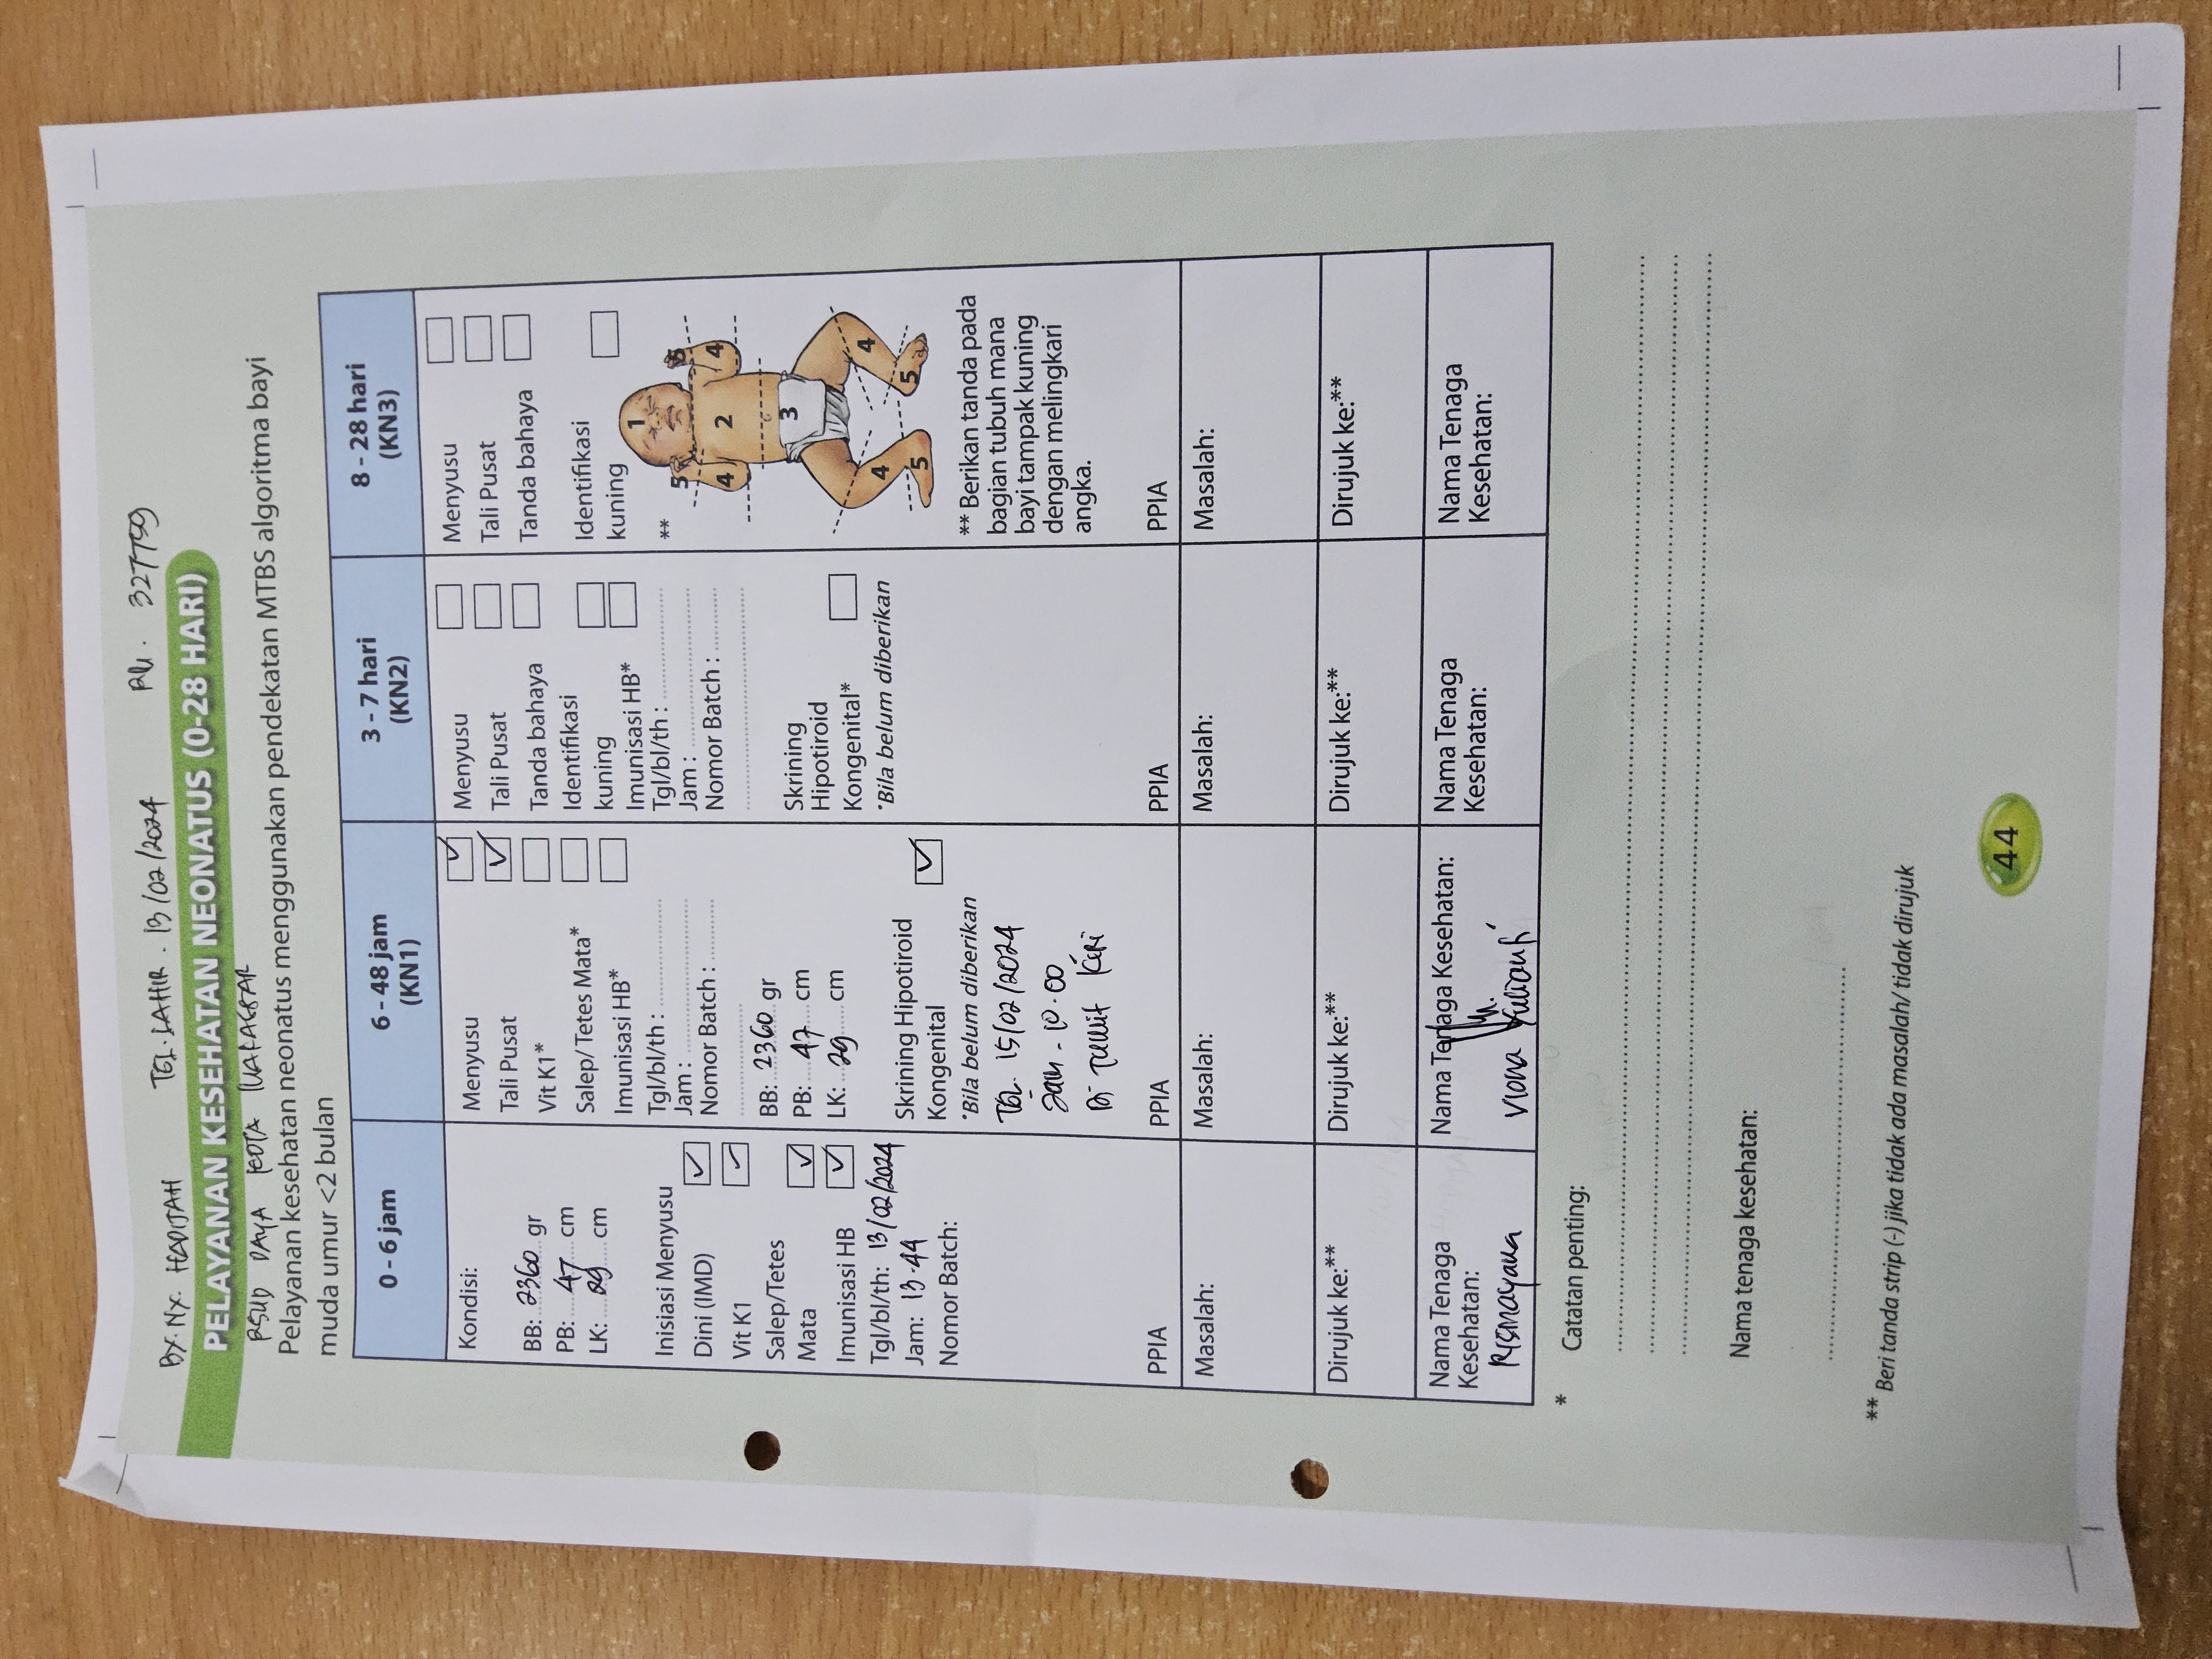 By. Ny. HADIJAH TGL. LAHIR . 13/02/2024 RM. 327759
PELAYANAN KESEHATAN NEONATUS (0-28 HARI)
RSUD DAYA KOTA MAKASSAR
Pelayanan kesehatan neonatus menggunakan pendekatan MTBS algoritma bayi
muda umur <2 bulan
0 - 6 jam
Kondisi:
BB: 2360 gr
PB: 47 cm
LK: 29 cm
Inisiasi Menyusu
Dini (IMD) ✓
Vit K1 ✓
Salep/Tetes
Mata ✓
Imunisasi HB ✓
Tgl/bl/th: 13/02/2024
Jam: 13.44
Nomor Batch:
PPIA
Masalah:
Dirujuk ke:**
Nama Tenaga
Kesehatan:
Rismayana
6 - 48 jam
(KN1)
Menyusu ✓
Tali Pusat ✓
Vit K1*
Salep/Tetes Mata*
Imunisasi HB*
Tgl/bl/th :
Jam :
Nomor Batch :
BB: 2360 gr
PB: 47 cm
LK: 29 cm
Skrining Hipotiroid
Kongenital ✓
*Bila belum diberikan
TGL. 15/02/2024
Jam - 10.00
Di Tumit Kiri
PPIA
Masalah:
Dirujuk ke:**
Nama Tenaga Kesehatan:
Viona Yulianti
3 - 7 hari
(KN2)
Menyusu
Tali Pusat
Tanda bahaya
Identifikasi
kuning
Imunisasi HB*
Tgl/bl/th :
Jam :
Nomor Batch :
Skrining
Hipotiroid
Kongenital*
*Bila belum diberikan
PPIA
Masalah:
Dirujuk ke:**
Nama Tenaga
Kesehatan:
8 - 28 hari
(KN3)
Menyusu
Tali Pusat
Tanda bahaya
Identifikasi
kuning
**
1
5 5
4 2 4
3
4 4
5 5
** Berikan tanda pada
bagian tubuh mana
bayi tampak kuning
dengan melingkari
angka.
PPIA
Masalah:
Dirujuk ke:**
Nama Tenaga
Kesehatan:
* Catatan penting:
Nama tenaga kesehatan:
** Beri tanda strip (-) jika tidak ada masalah/ tidak dirujuk
44